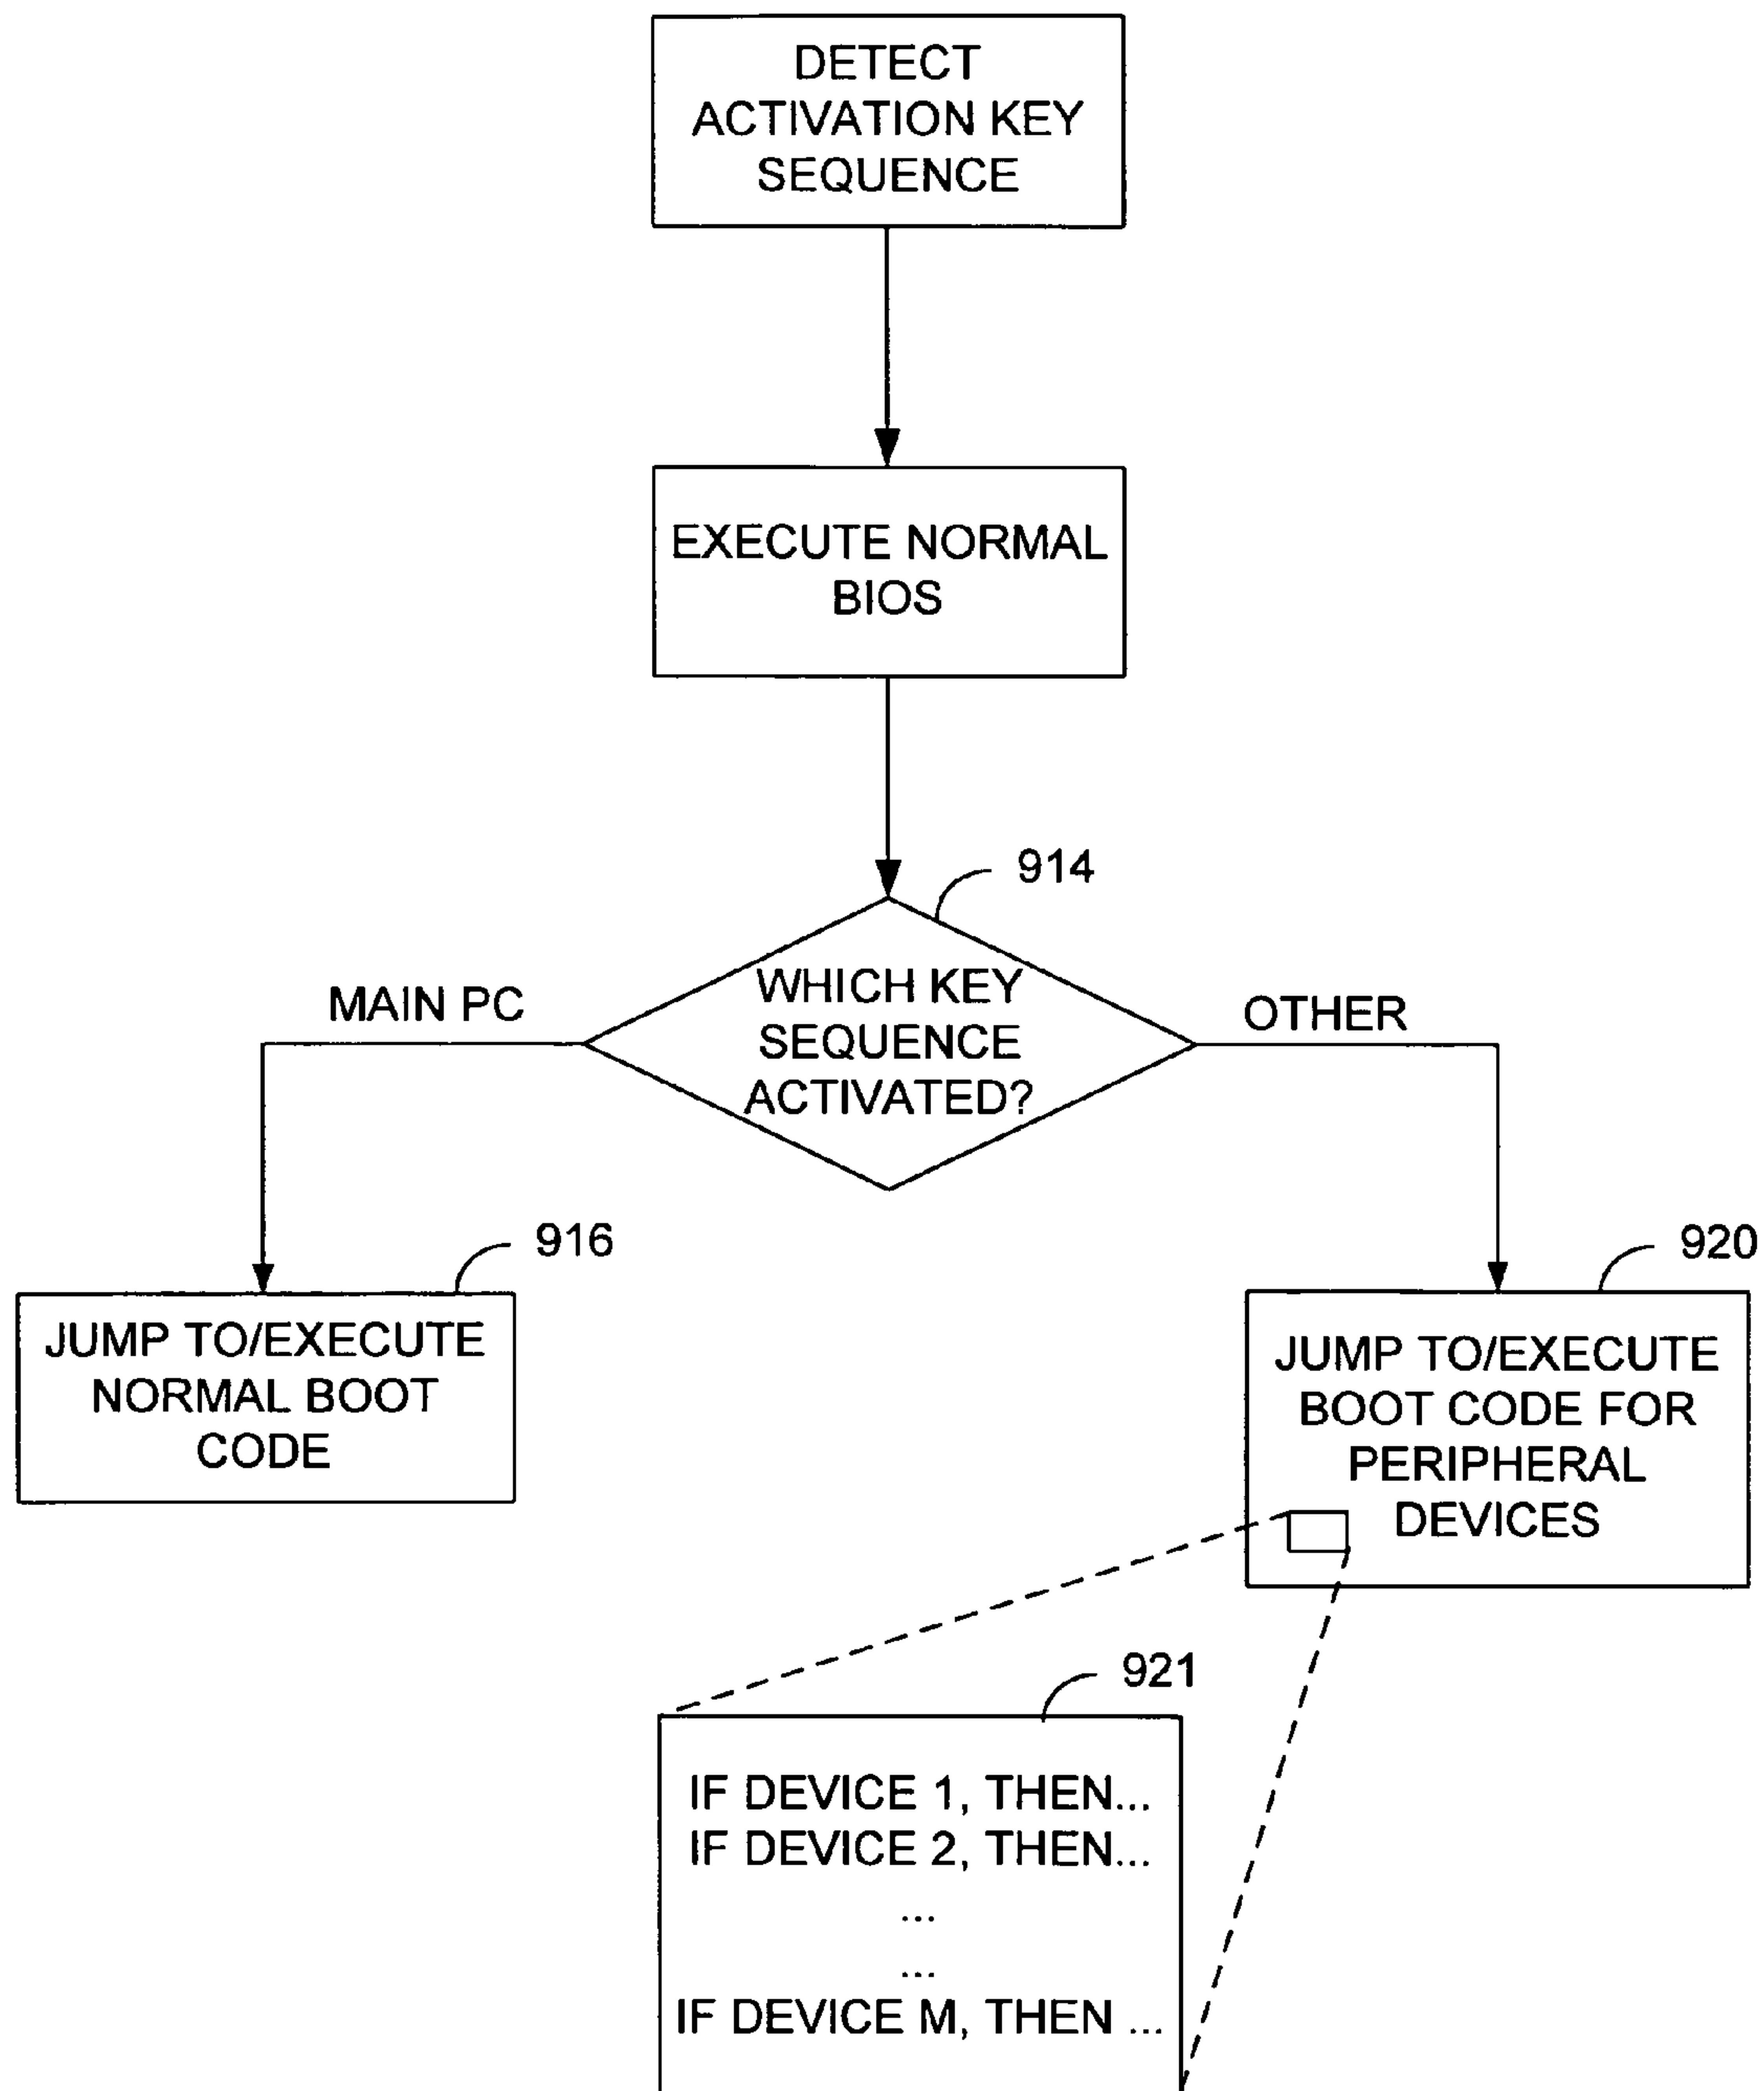 DETECT
ACTIVATION KEY
SEQUENCE
EXECUTE NORMAL
BIOS
914
WHICH KEY
SEQUENCE
ACTIVATED?
MAIN PC
OTHER
916
JUMP TO/EXECUTE
NORMAL BOOT
CODE
920
JUMP TO/EXECUTE
BOOT CODE FOR
PERIPHERAL
DEVICES
921
IF DEVICE 1, THEN...
IF DEVICE 2, THEN...
...
...
IF DEVICE M, THEN ...